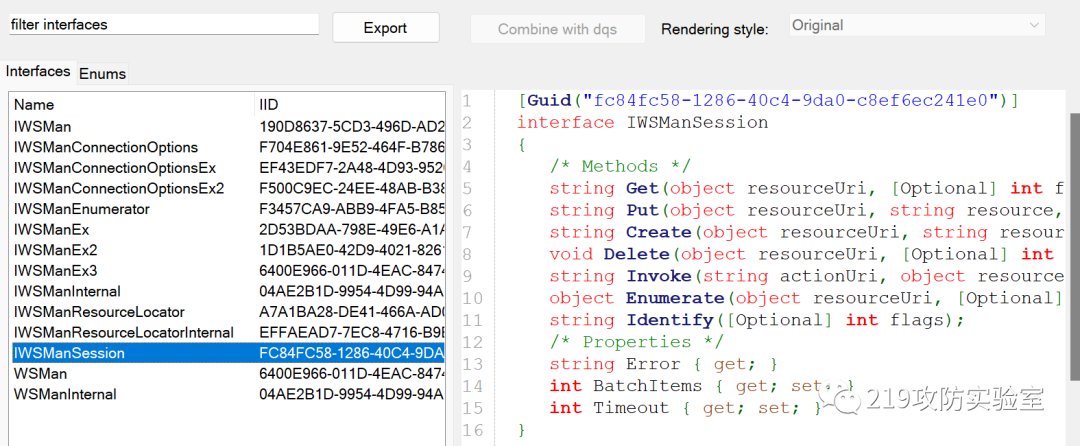 filter interfaces
Export
Combine with dqs
Rendering style:
Original
Interfaces
Enums
Name IID
IWSMan 190D8637-5CD3-496D-AD2
IWSManConnectionOptions F704E861-9E52-464F-B786
IWSManConnectionOptionsEx EF43EDF7-2A48-4D93-9526
IWSManConnectionOptionsEx2 F500C9EC-24EE-48AB-B38
IWSManEnumerator F3457CA9-ABB9-4FA5-B85
IWSManEx 2D53BDAA-798E-49E6-A1A
IWSManEx2 1D1B5AE0-42D9-4021-8261
IWSManEx3 6400E966-011D-4EAC-8474
IWSManInternal 04AE2B1D-9954-4D99-94A
IWSManResourceLocator A7A1BA28-DE41-466A-AD0
IWSManResourceLocatorInternal EFFAEAD7-7EC8-4716-B9B
IWSManSession FC84FC58-1286-40C4-9DA
WSMan 6400E966-011D-4EAC-8474
WSManInternal 04AE2B1D-9954-4D99-94A
1 [Guid("fc84fc58-1286-40c4-9da0-c8ef6ec241e0")]
2 interface IWSManSession
3 {
4 /* Methods */
5 string Get(object resourceUri, [Optional] int f
6 string Put(object resourceUri, string resource,
7 string Create(object resourceUri, string resour
8 void Delete(object resourceUri, [Optional] int
9 string Invoke(string actionUri, object resource
10 object Enumerate(object resourceUri, [Optional]
11 string Identify([Optional] int flags);
12 /* Properties */
13 string Error { get; }
14 int BatchItems { get; set; }
15 int Timeout { get; set; }
16 }
219攻防实验室